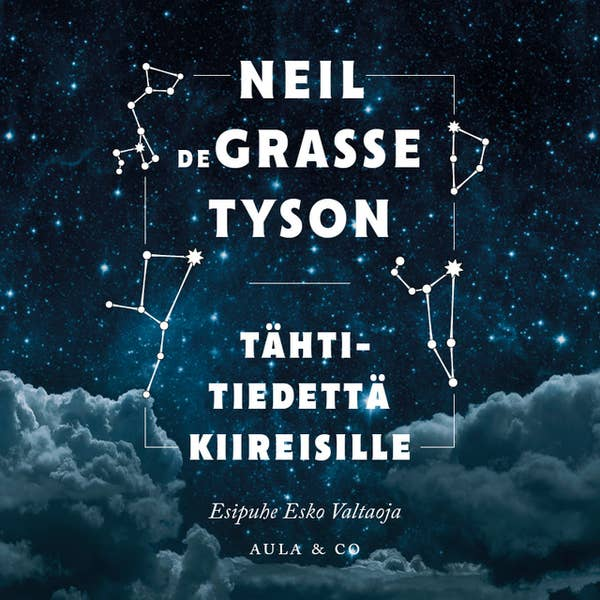 NEIL
DEGRASSE
TYSON
TÄHTI-
TIEDETTÄ
KIIREISILLE
Esipuhe Esko Valtaoja
AULA & CO